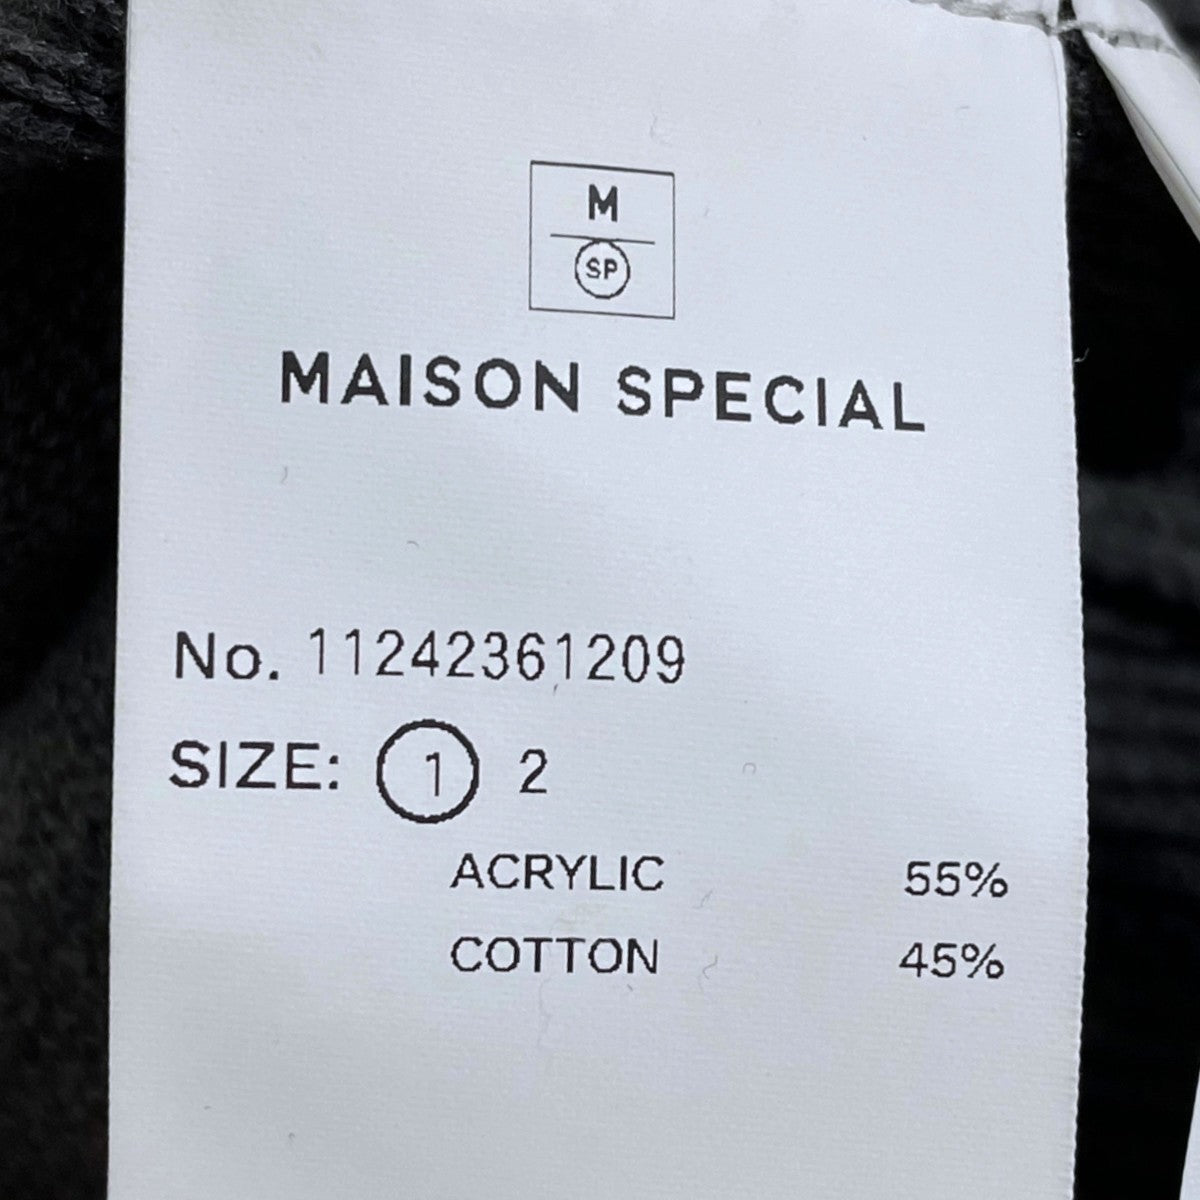 M
SP
MAISON SPECIAL
No. 11242361209
SIZE: 1 2
ACRYLIC 55%
COTTON 45%